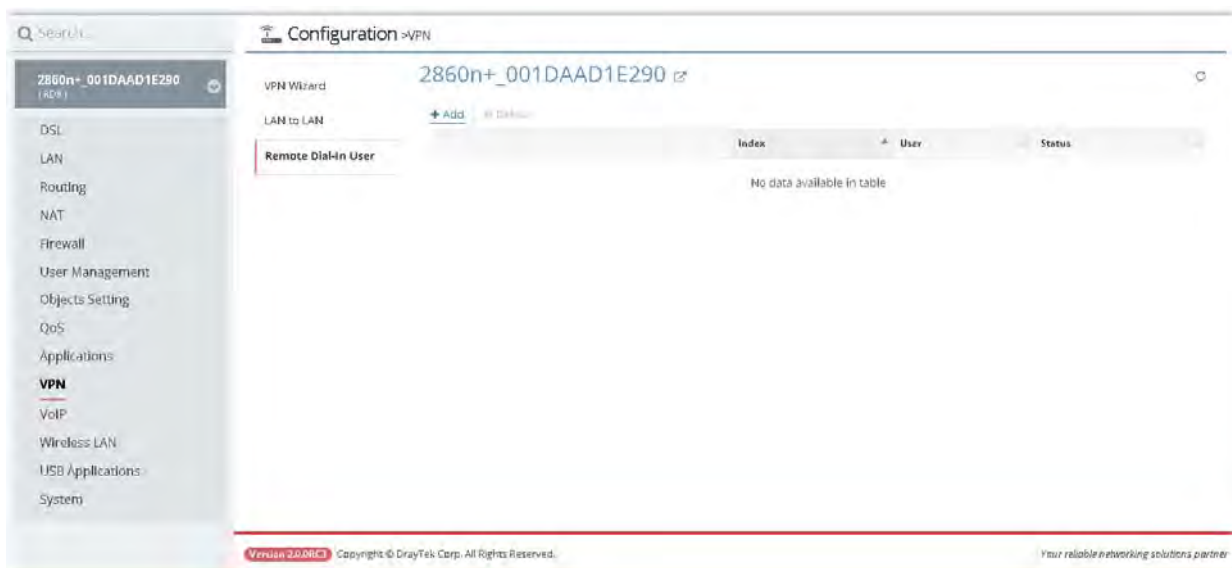 Search...
Configuration >VPN
2860n+_001DAAD1E290
DSL
LAN
Routing
NAT
Firewall
User Management
Objects Setting
QoS
Applications
VPN
VoIP
Wireless LAN
USB Applications
System
VPN Wizard
LAN to LAN
Remote Dial-In User
2860n+_001DAAD1E290
+ Add
Index User Status
No data available in table
Version 2.0.0RC3 Copyright © DrayTek Corp. All Rights Reserved.
Your reliable networking solutions partner